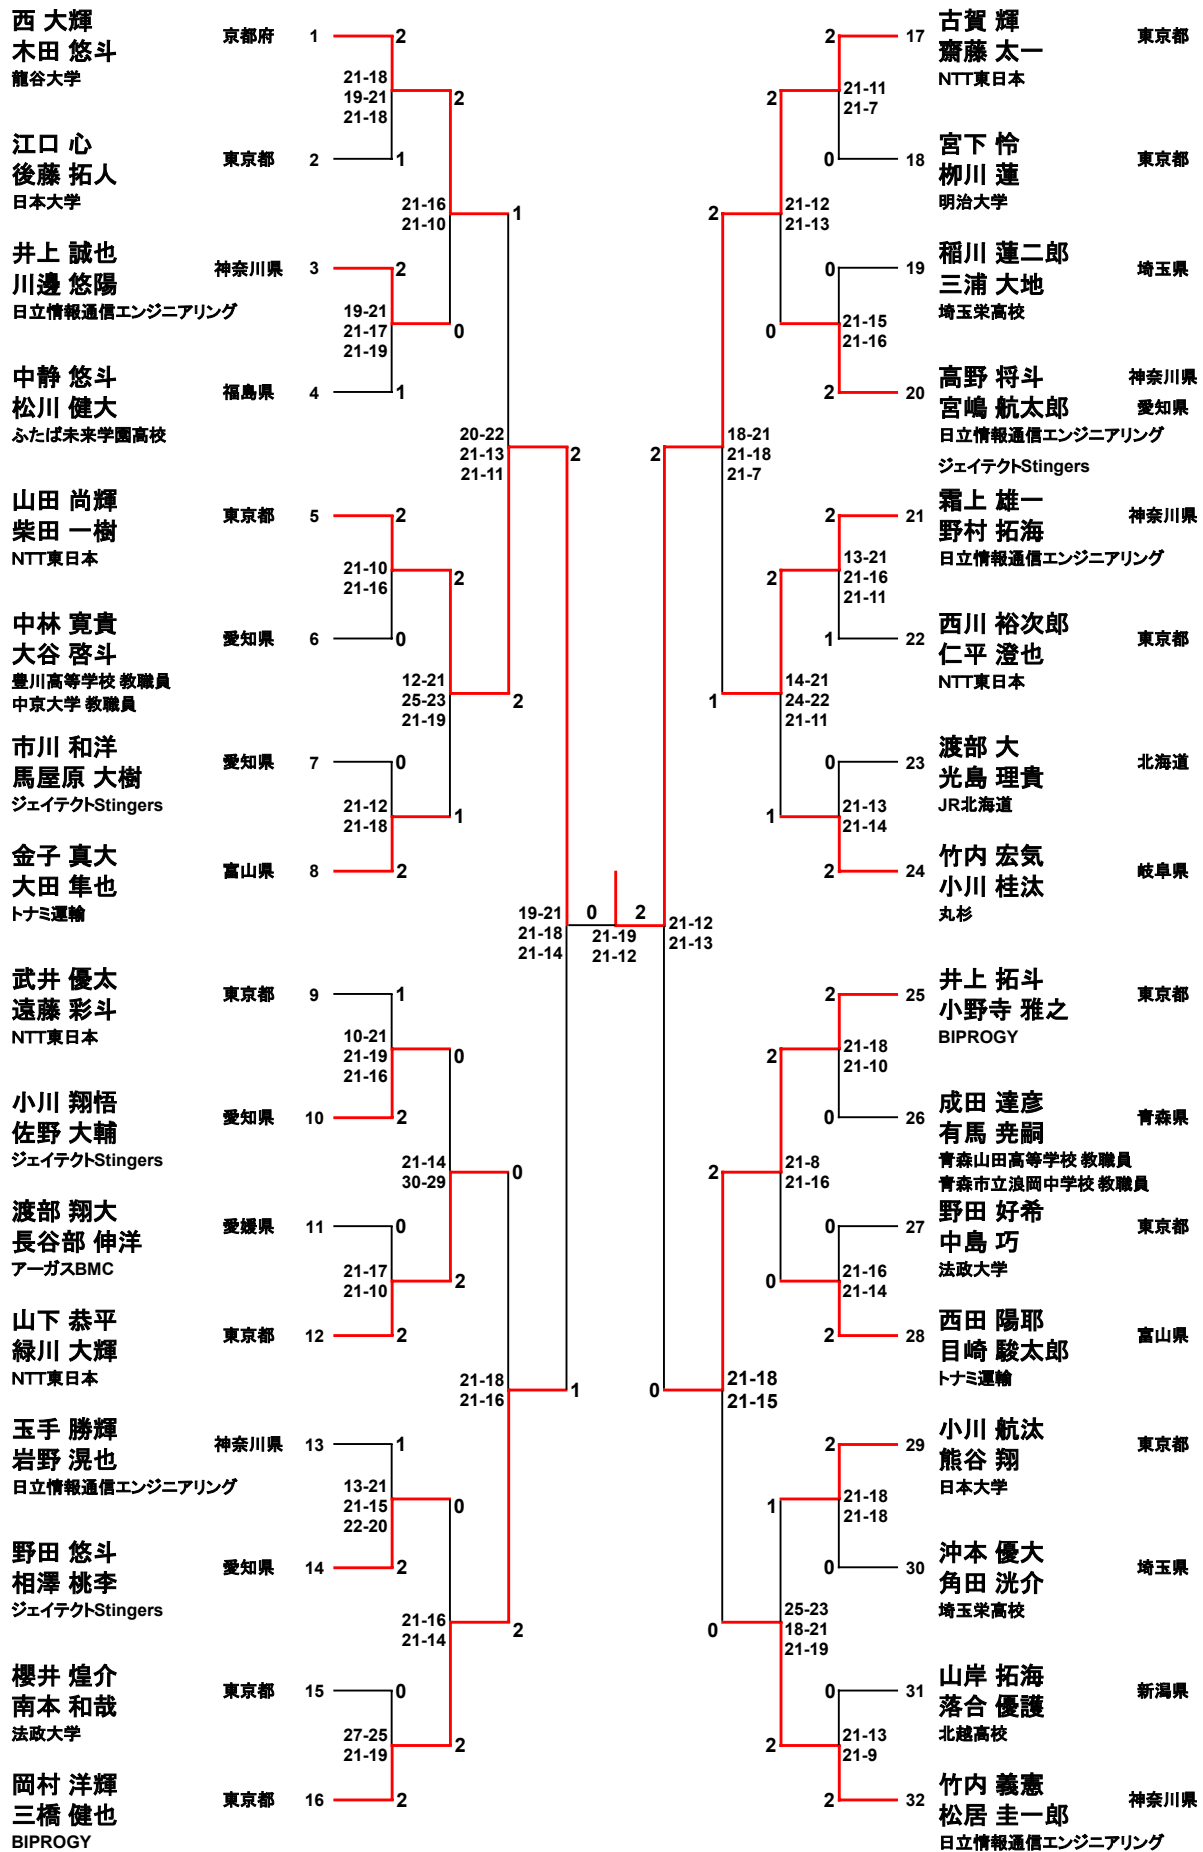 西 大輝
木田 悠斗
龍谷大学
京都府 1 2
21-18
19-21
21-18
2
江口 心
後藤 拓人
日本大学
東京都 2 1
21-16
21-10
1
井上 誠也
川邊 悠陽
日立情報通信エンジニアリング
神奈川県 3 2
19-21
21-17
21-19
0
中静 悠斗
松川 健大
ふたば未来学園高校
福島県 4 1
20-22
21-13
21-11
2
山田 尚輝
柴田 一樹
NTT東日本
東京都 5 2
21-10
21-16
2
中林 寛貴
大谷 啓斗
豊川高等学校 教職員
中京大学 教職員
愛知県 6 0
12-21
25-23
21-19
2
市川 和洋
馬屋原 大樹
ジェイテクトStingers
愛知県 7 0
21-12
21-18
1
金子 真大
大田 隼也
トナミ運輸
富山県 8 2
19-21
21-18
21-14
0 2
21-19
21-12
武井 優太
遠藤 彩斗
NTT東日本
東京都 9 1
10-21
21-19
21-16
0
小川 翔悟
佐野 大輔
ジェイテクトStingers
愛知県 10 2
21-14
30-29
0
渡部 翔大
長谷部 伸洋
アーガスBMC
愛媛県 11 0
21-17
21-10
2
山下 恭平
緑川 大輝
NTT東日本
東京都 12 2
21-18
21-16
1
玉手 勝輝
岩野 滉也
日立情報通信エンジニアリング
神奈川県 13 1
13-21
21-15
22-20
0
野田 悠斗
相澤 桃李
ジェイテクトStingers
愛知県 14 2
21-16
21-14
2
櫻井 煌介
南本 和哉
法政大学
東京都 15 0
27-25
21-19
2
岡村 洋輝
三橋 健也
BIPROGY
東京都 16 2
2 17
古賀 輝
齋藤 太一
NTT東日本
東京都
2
21-11
21-7
0 18
宮下 怜
栁川 蓮
明治大学
東京都
2
21-12
21-13
0 19
稲川 蓮二郎
三浦 大地
埼玉栄高校
埼玉県
0
21-15
21-16
2 20
高野 将斗
宮嶋 航太郎
日立情報通信エンジニアリング
ジェイテクトStingers
神奈川県
愛知県
2
18-21
21-18
21-7
2 21
霜上 雄一
野村 拓海
日立情報通信エンジニアリング
神奈川県
2
13-21
21-16
21-11
1 22
西川 裕次郎
仁平 澄也
NTT東日本
東京都
1
14-21
24-22
21-11
0 23
渡部 大
光島 理貴
JR北海道
北海道
1
21-13
21-14
2 24
竹内 宏気
小川 桂汰
丸杉
岐阜県
21-12
21-13
2 25
井上 拓斗
小野寺 雅之
BIPROGY
東京都
2
21-18
21-10
0 26
成田 達彦
有馬 尭嗣
青森山田高等学校 教職員
青森市立浪岡中学校 教職員
青森県
2
21-8
21-16
0 27
野田 好希
中島 巧
法政大学
東京都
0
21-16
21-14
2 28
西田 陽耶
目崎 駿太郎
トナミ運輸
富山県
0
21-18
21-15
2 29
小川 航汰
熊谷 翔
日本大学
東京都
1
21-18
21-18
0 30
沖本 優大
角田 洸介
埼玉栄高校
埼玉県
0
25-23
18-21
21-19
0 31
山岸 拓海
落合 優護
北越高校
新潟県
2
21-13
21-9
2 32
竹内 義憲
松居 圭一郎
日立情報通信エンジニアリング
神奈川県